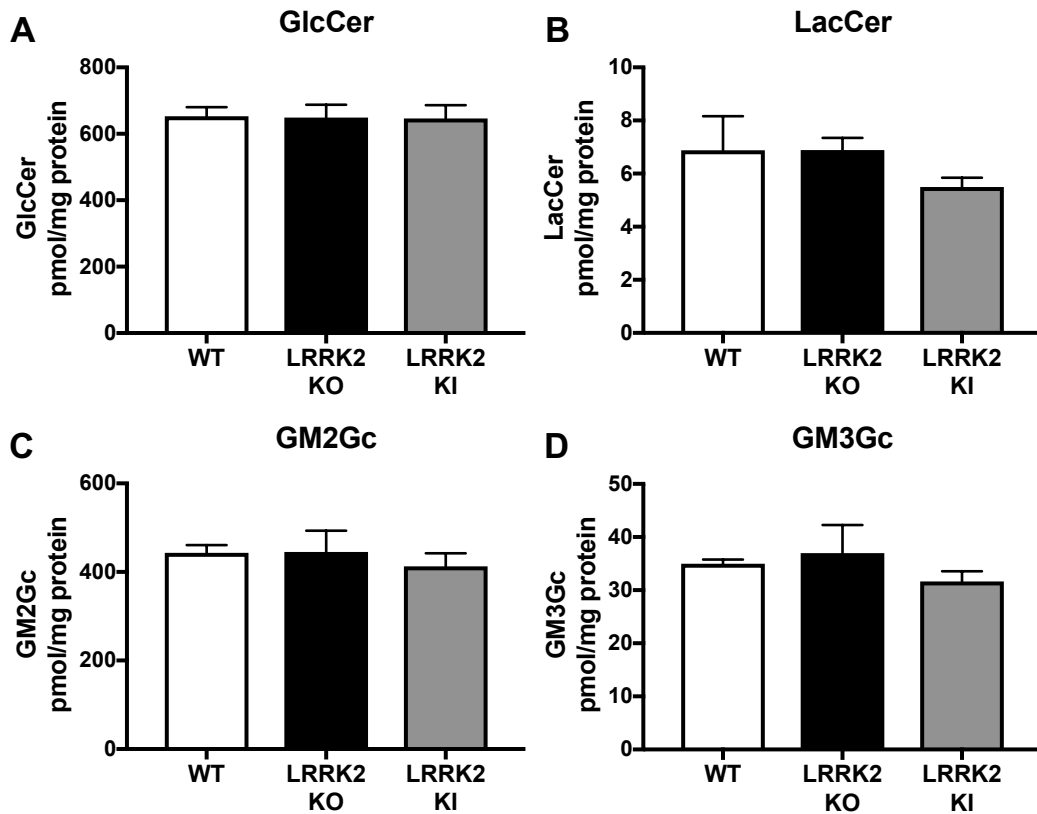 A
GlcCer
GlcCer
pmol/mg protein
800
600
400
200
0
WT
LRRK2
KO
LRRK2
KI
B
LacCer
LacCer
pmol/mg protein
10
8
6
4
2
0
WT
LRRK2
KO
LRRK2
KI
C
GM2Gc
GM2Gc
pmol/mg protein
600
400
200
0
WT
LRRK2
KO
LRRK2
KI
D
GM3Gc
GM3Gc
pmol/mg protein
50
40
30
20
10
0
WT
LRRK2
KO
LRRK2
KI